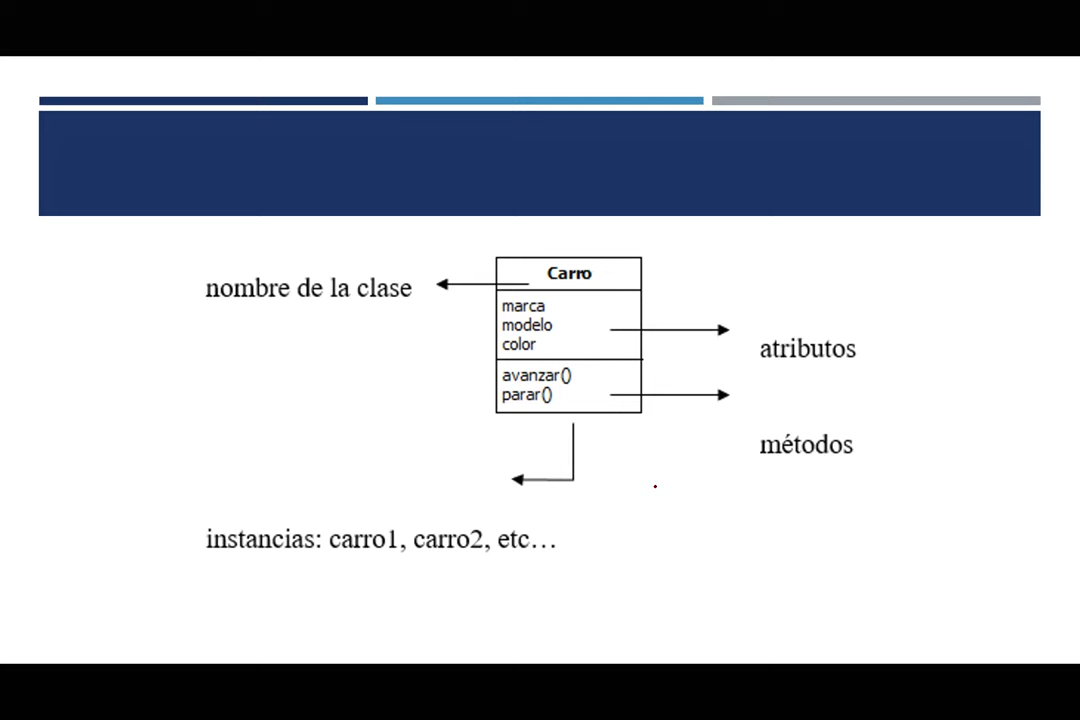 Carro
nombre de la clase
marca
modelo
color
atributos
avanzar()
parar()
métodos
instancias: carro1, carro2, etc…